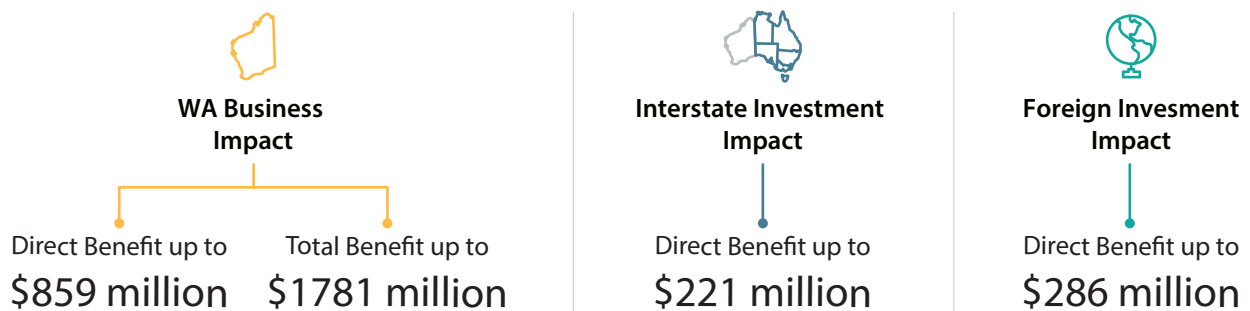 WA Business
Impact
Direct Benefit up to
$859 million
Total Benefit up to
$1781 million
Interstate Investment
Impact
Direct Benefit up to
$221 million
Foreign Invesment
Impact
Direct Benefit up to
$286 million